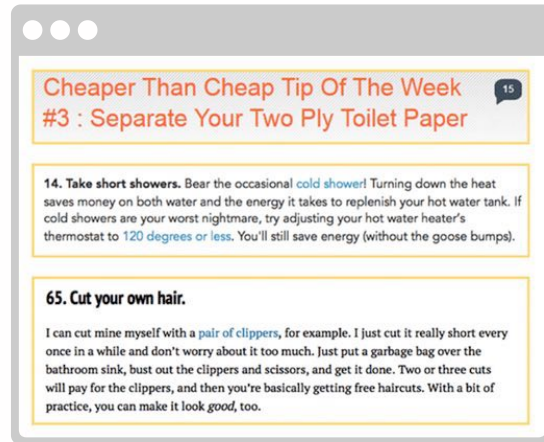 Cheaper Than Cheap Tip Of The Week
15
#3 : Separate Your Two Ply Toilet Paper
14. Take short showers. Bear the occasional cold shower! Turning down the heat
saves money on both water and the energy it takes to replenish your hot water tank. If
cold showers are your worst nightmare, try adjusting your hot water heater's
thermostat to 120 degrees or less. You'll still save energy (without the goose bumps).
65. Cut your own hair.
I can cut mine myself with a pair of clippers, for example. I just cut it really short every
once in a while and don't worry about it too much. Just put a garbage bag over the
bathroom sink, bust out the clippers and scissors, and get it done. Two or three cuts
will pay for the clippers, and then you're basically getting free haircuts. With a bit of
practice, you can make it look good, too.